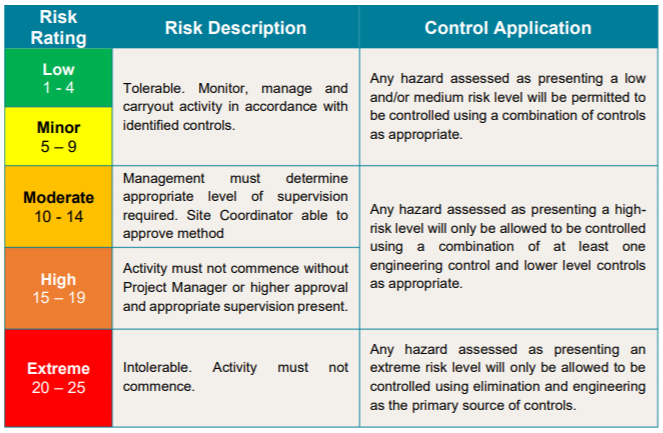 Risk
Rating
Risk Description
Control Application
Low
1 - 4
Tolerable. Monitor, manage and
carryout activity in accordance with
identified controls.
Any hazard assessed as presenting a low
and/or medium risk level will be permitted to
be controlled using a combination of controls
as appropriate.
Minor
5 – 9
Moderate
10 - 14
Management must determine
appropriate level of supervision
required. Site Coordinator able to
approve method
Any hazard assessed as presenting a high-
risk level will only be allowed to be controlled
using a combination of at least one
engineering control and lower level controls
as appropriate.
High
15 – 19
Activity must not commence without
Project Manager or higher approval
and appropriate supervision present.
Extreme
20 – 25
Intolerable. Activity must not
commence.
Any hazard assessed as presenting an
extreme risk level will only be allowed to be
controlled using elimination and engineering
as the primary source of controls.